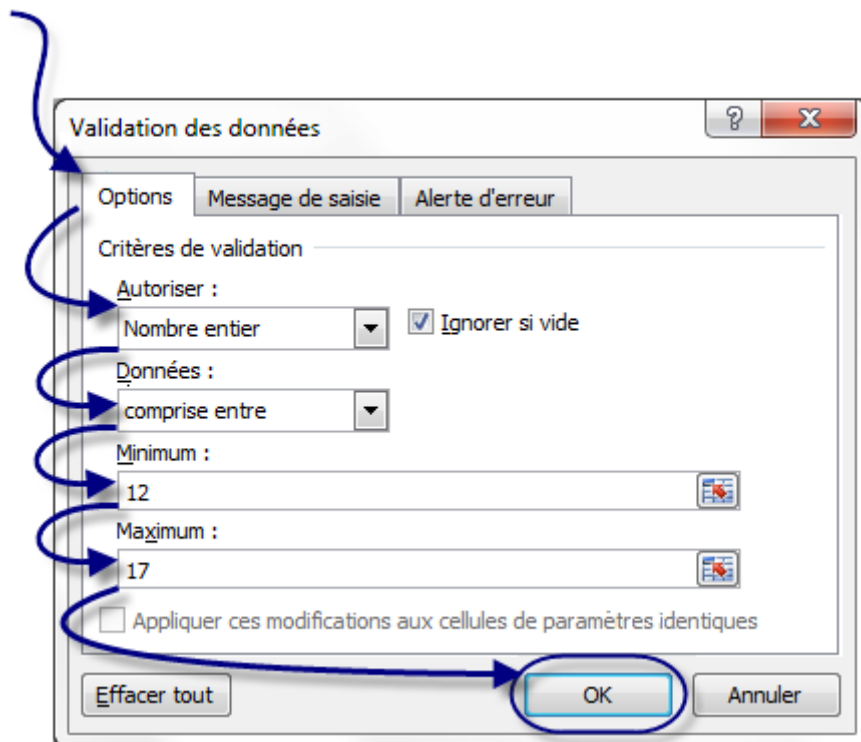 Validation des données
?
Options Message de saisie Alerte d'erreur
Critères de validation
Autoriser :
Nombre entier Ignorer si vide
Données :
comprise entre
Minimum :
12
Maximum :
17
Appliquer ces modifications aux cellules de paramètres identiques
Effacer tout OK Annuler